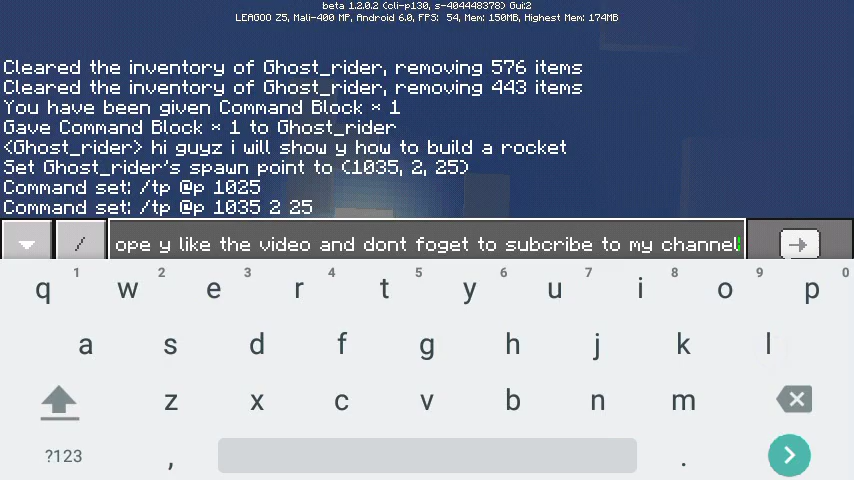 beta 1.2.0.2 (cli-p130, s-404448378) Gui:2
LEAGOO Z5, Mali-400 MP, Android 6.0, FPS: 54, Mem: 150MB, Highest Mem: 174MB
Cleared the inventory of Ghost_rider, removing 576 items
Cleared the inventory of Ghost_rider, removing 443 items
You have been given Command Block * 1
Gave Command Block * 1 to Ghost_rider
<Ghost_rider> hi guyz i will show y how to build a rocket
Set Ghost_rider's spawn point to (1035, 2, 25)
Command set: /tp @p 1025
Command set: /tp @p 1035 2 25
/ ope y like the video and dont foget to subcribe to my channel
1 2 3 4 5 6 7 8 9 0
q w e r t y u i o p
a s d f g h j k l
z x c v b n m
?123 , .